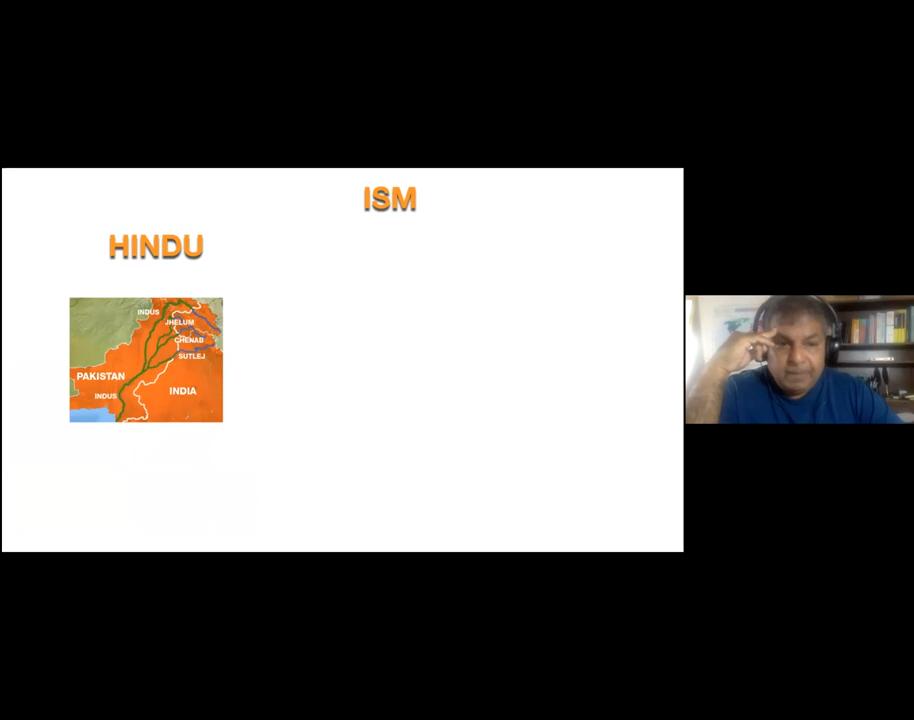 ISM
HINDU
INDUS
JHELUM
CHENAB
SUTLEJ
PAKISTAN
INDIA
INDUS